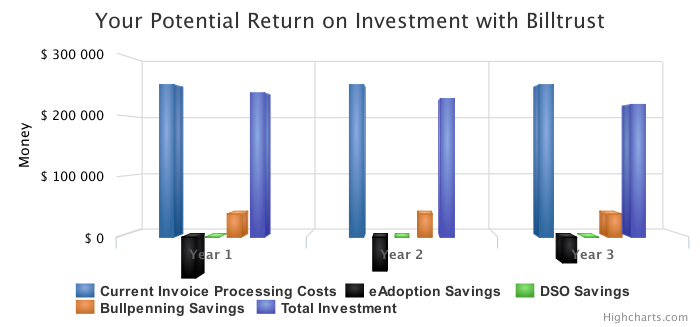 Your Potential Return on Investment with Billtrust
$ 300 000
$ 200 000
$ 100 000
$ 0
Money
Year 1
Year 2
Year 3
Current Invoice Processing Costs
eAdoption Savings
DSO Savings
Bullpenning Savings
Total Investment
Highcharts.com